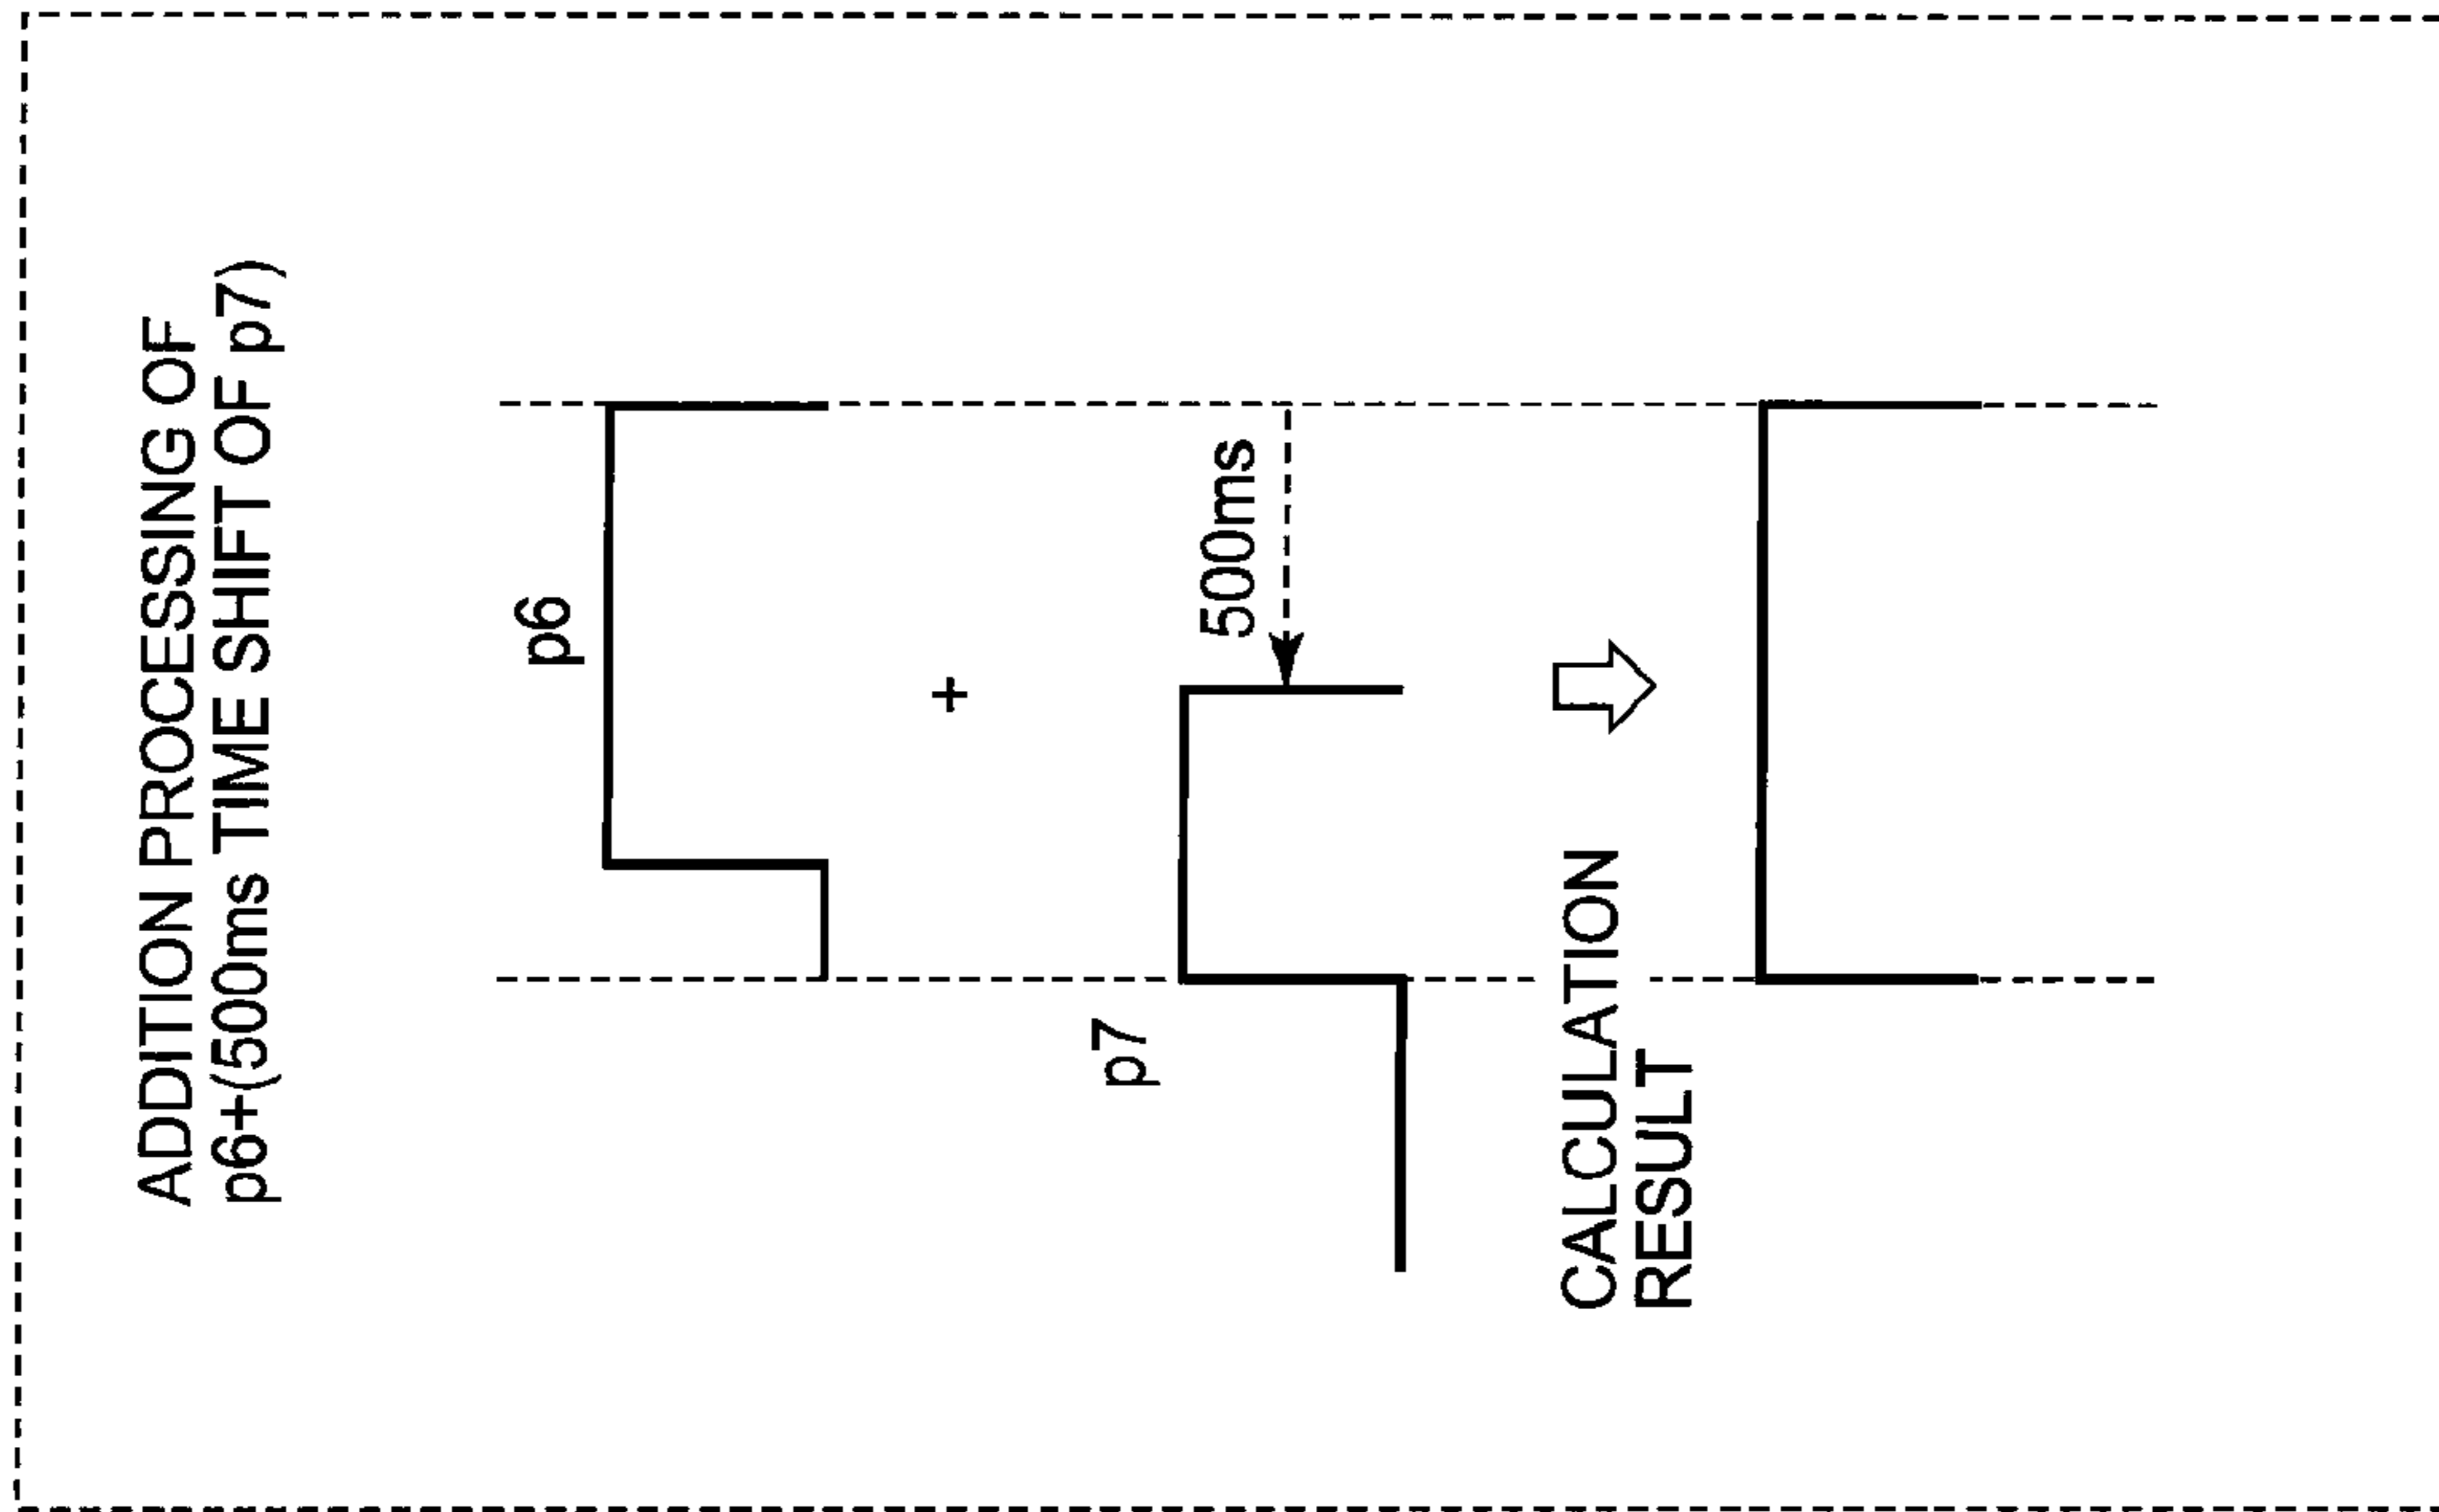 ADDITION PROCESSING OF
p6+(500ms TIME SHIFT OF p7)
p6
+
p7
500ms
CALCULATION
RESULT